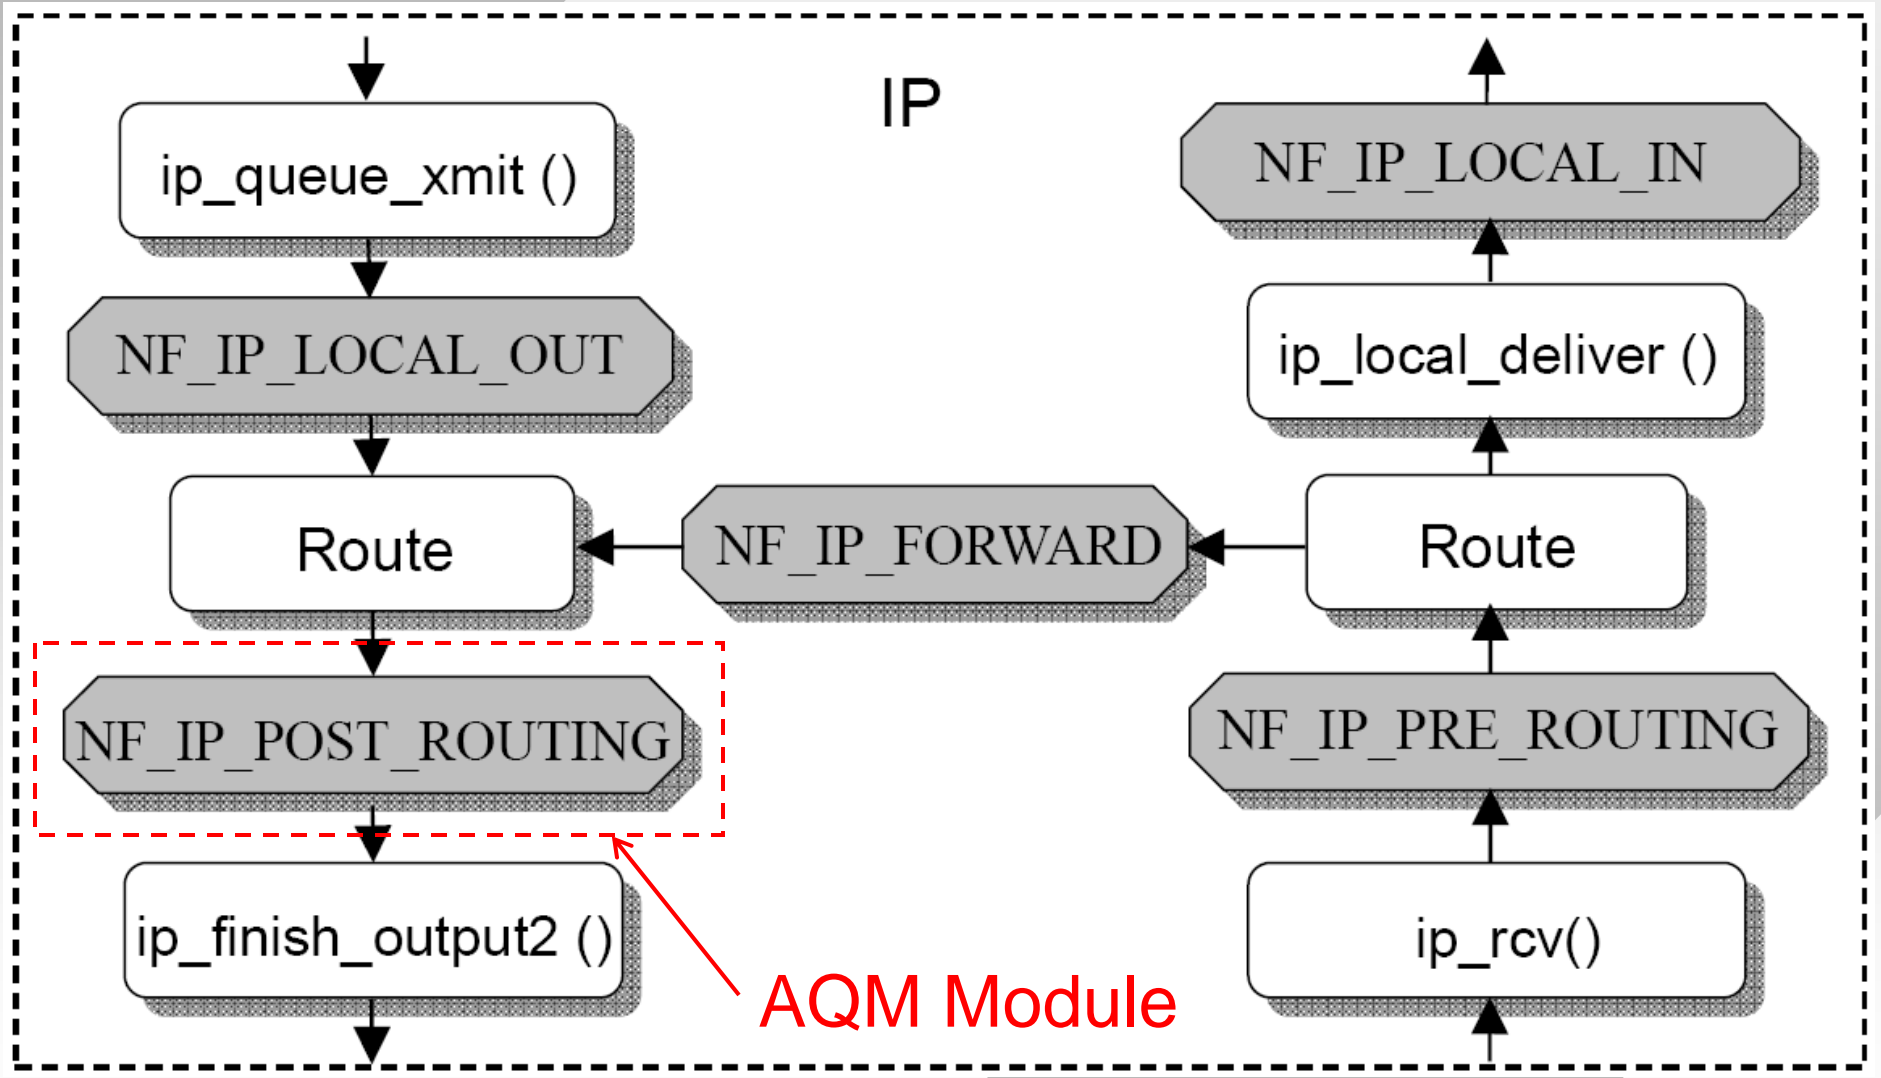 IP
ip_queue_xmit ()
NF_IP_LOCAL_OUT
Route
NF_IP_POST_ROUTING
ip_finish_output2 ()
NF_IP_FORWARD
NF_IP_LOCAL_IN
ip_local_deliver ()
Route
NF_IP_PRE_ROUTING
ip_rcv()
AQM Module